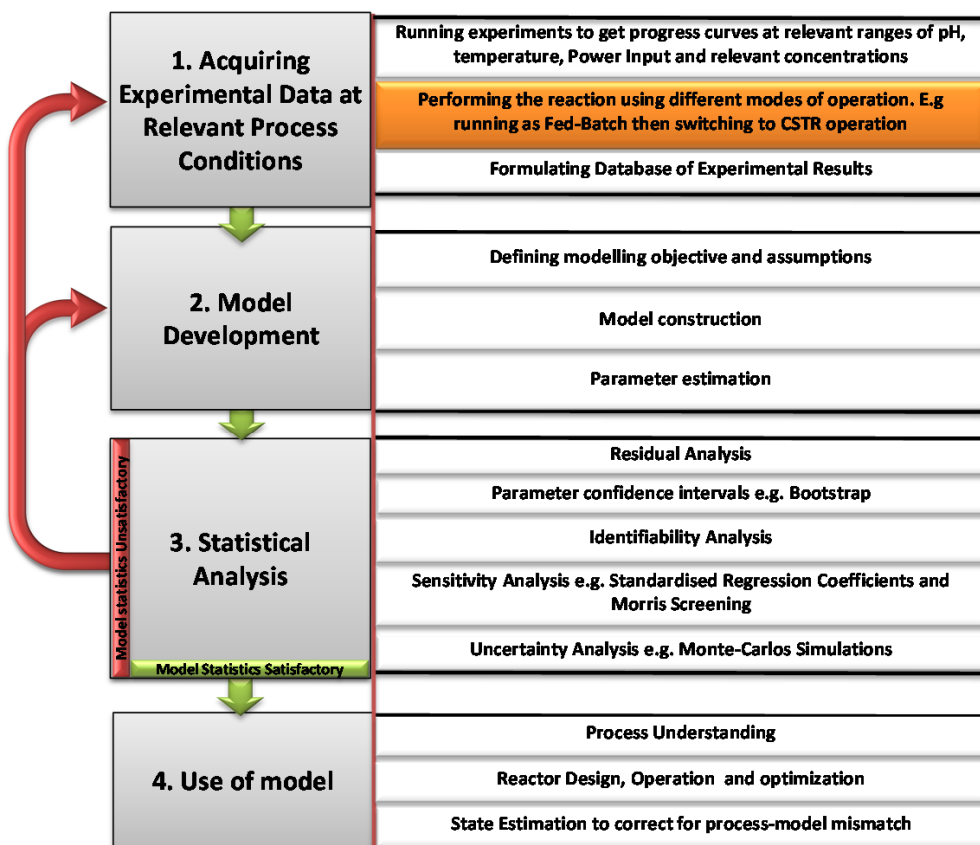 1. Acquiring
Experimental Data at
Relevant Process
Conditions
Running experiments to get progress curves at relevant ranges of pH,
temperature, Power Input and relevant concentrations
Performing the reaction using different modes of operation. E.g
running as Fed-Batch then switching to CSTR operation
Formulating Database of Experimental Results
2. Model
Development
Defining modelling objective and assumptions
Model construction
Parameter estimation
Model statistics Unsatisfactory
3. Statistical
Analysis
Model Statistics Satisfactory
Residual Analysis
Parameter confidence intervals e.g. Bootstrap
Identifiability Analysis
Sensitivity Analysis e.g. Standardised Regression Coefficients and
Morris Screening
Uncertainty Analysis e.g. Monte-Carlos Simulations
4. Use of model
Process Understanding
Reactor Design, Operation and optimization
State Estimation to correct for process-model mismatch